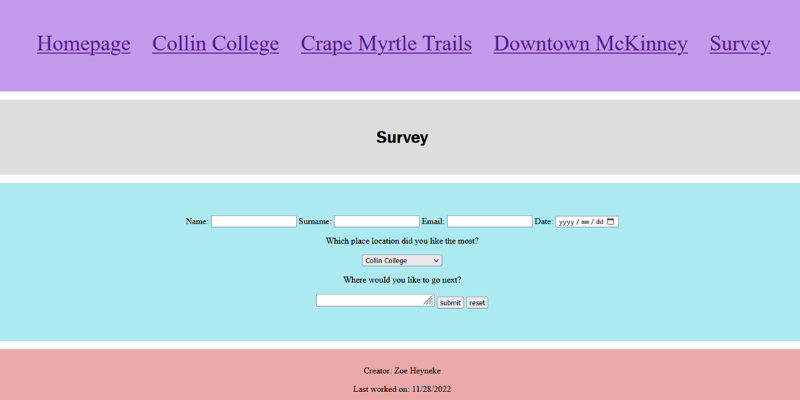 Homepage Collin College Crape Myrtle Trails Downtown McKinney Survey
Survey
Name: Surname: Email: Date: yyyy / mm / dd
Which place location did you like the most?
Collin College
Where would you like to go next?
submit reset
Creator: Zoe Heyneke
Last worked on: 11/28/2022